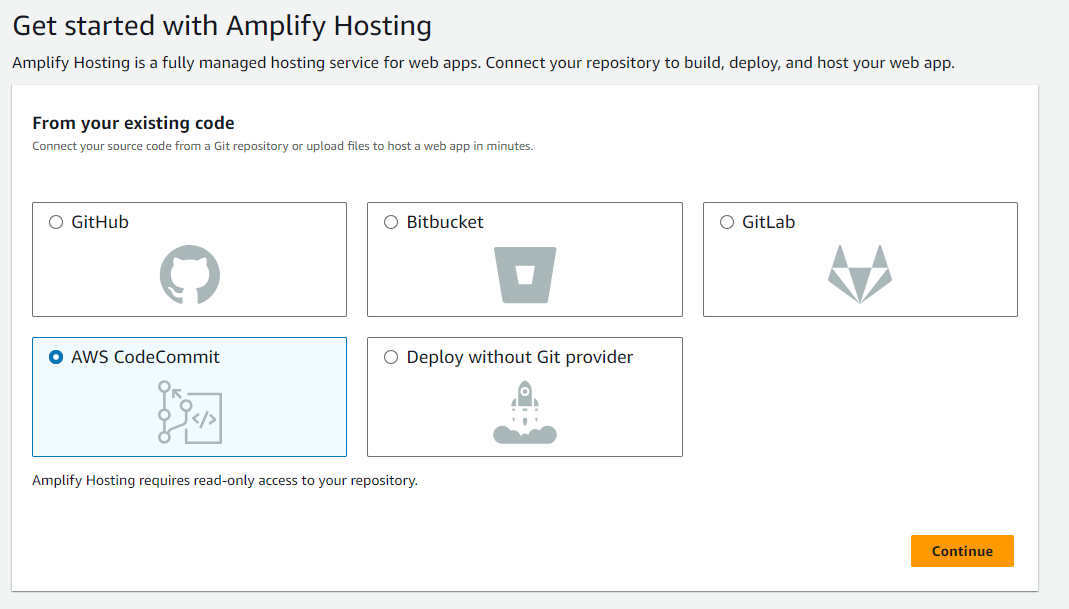 Get started with Amplify Hosting
Amplify Hosting is a fully managed hosting service for web apps. Connect your repository to build, deploy, and host your web app.
From your existing code
Connect your source code from a Git repository or upload files to host a web app in minutes.
GitHub
Bitbucket
GitLab
AWS CodeCommit
Deploy without Git provider
Amplify Hosting requires read-only access to your repository.
Continue